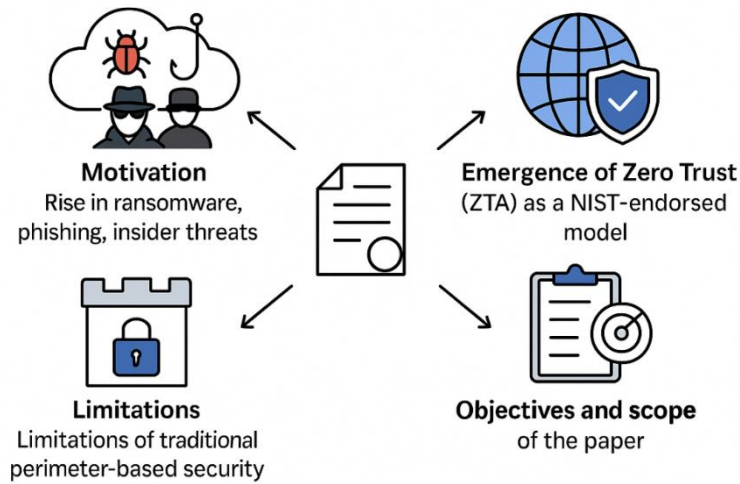 Motivation
Rise in ransomware,
phishing, insider threats
Emergence of Zero Trust
(ZTA) as a NIST-endorsed
model
Limitations
Limitations of traditional
perimeter-based security
Objectives and scope
of the paper